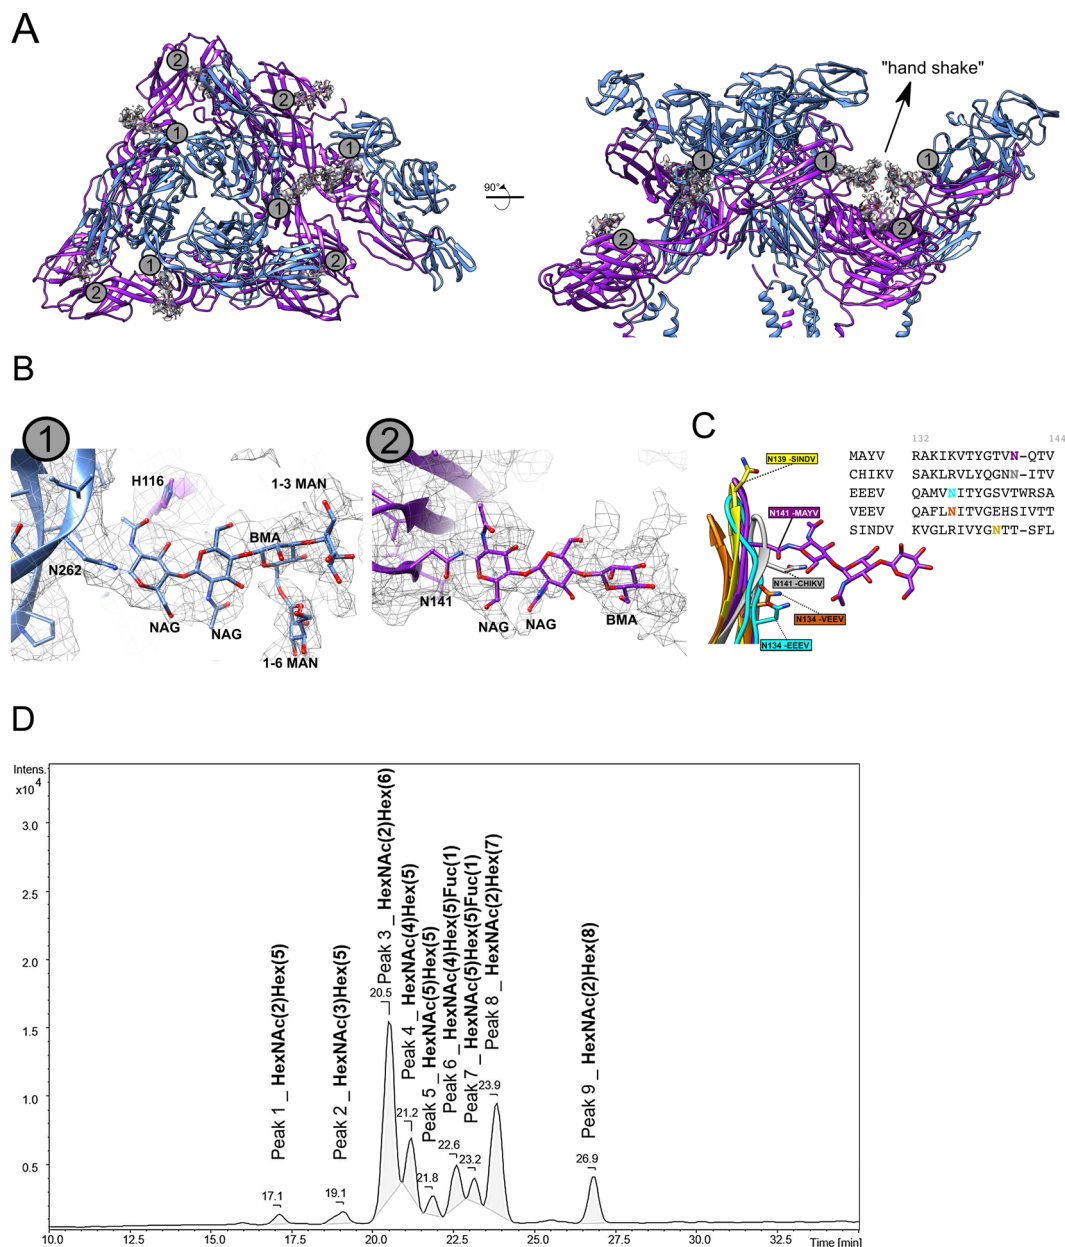 A
2
2
1
1
1
1
2
2
90°
"hand shake"
1
1
1
2
2
B
1
H116
1-3 MAN
BMA
N262
NAG
NAG
1-6 MAN
2
N141
NAG
NAG
BMA
C
N139 -SINDV
N141 -MAYV
N141 -CHIKV
N134 -VEEV
N134 -EEEV
132 144
MAYV RAKIKVTYGTVN-QTV
CHIKV SAKLRVLYQGNN-ITV
EEEV QAMVNITYGSVTWRSA
VEEV QAFLNITVGEHSIVTT
SINDV KVGLRIVYGNTT-SFL
D
Intens.
x10⁴
3.0
2.5
2.0
1.5
1.0
0.5
Peak 1 _ HexNAc(2)Hex(5)
17.1
Peak 2 _ HexNAc(3)Hex(5)
19.1
Peak 3 _ HexNAc(2)Hex(6)
20.5
Peak 4 _ HexNAc(4)Hex(5)
21.2
Peak 5 _ HexNAc(5)Hex(5)
21.8
Peak 6 _ HexNAc(4)Hex(5)Fuc(1)
22.6
Peak 7 _ HexNAc(5)Hex(5)Fuc(1)
23.2
Peak 8 _ HexNAc(2)Hex(7)
23.9
Peak 9 _ HexNAc(2)Hex(8)
26.9
10.0 12.5 15.0 17.5 20.0 22.5 25.0 27.5 30.0 32.5 Time [min]